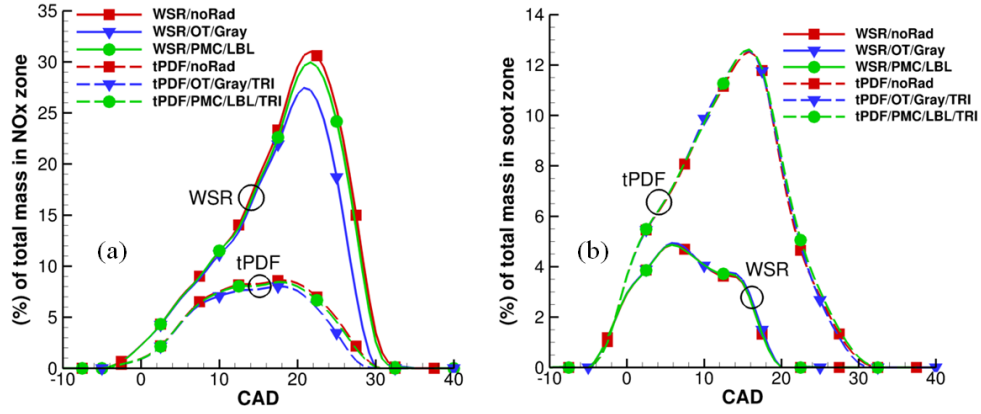 WSR/noRad
WSR/OT/Gray
WSR/PMC/LBL
tPDF/noRad
tPDF/OT/Gray/TRI
tPDF/PMC/LBL/TRI
(%) of total mass in NOx zone
35
30
25
20
15
10
5
0
WSR
tPDF
(a)
-10 0 10 20 30 40
CAD
WSR/noRad
WSR/OT/Gray
WSR/PMC/LBL
tPDF/noRad
tPDF/OT/Gray/TRI
tPDF/PMC/LBL/TRI
(%) of total mass in soot zone
14
12
10
8
6
4
2
0
tPDF
WSR
(b)
-10 0 10 20 30 40
CAD